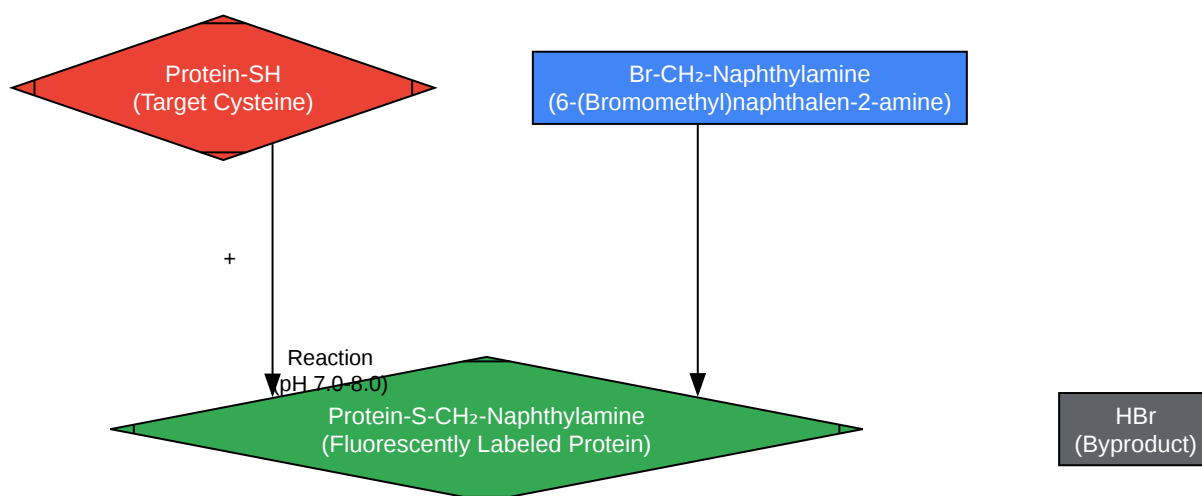 Protein-SH
(Target Cysteine)
Br-CH₂-Naphthylamine
(6-(Bromomethyl)naphthalen-2-amine)
+
Reaction
(pH 7.0-8.0)
Protein-S-CH₂-Naphthylamine
(Fluorescently Labeled Protein)
HBr
(Byproduct)